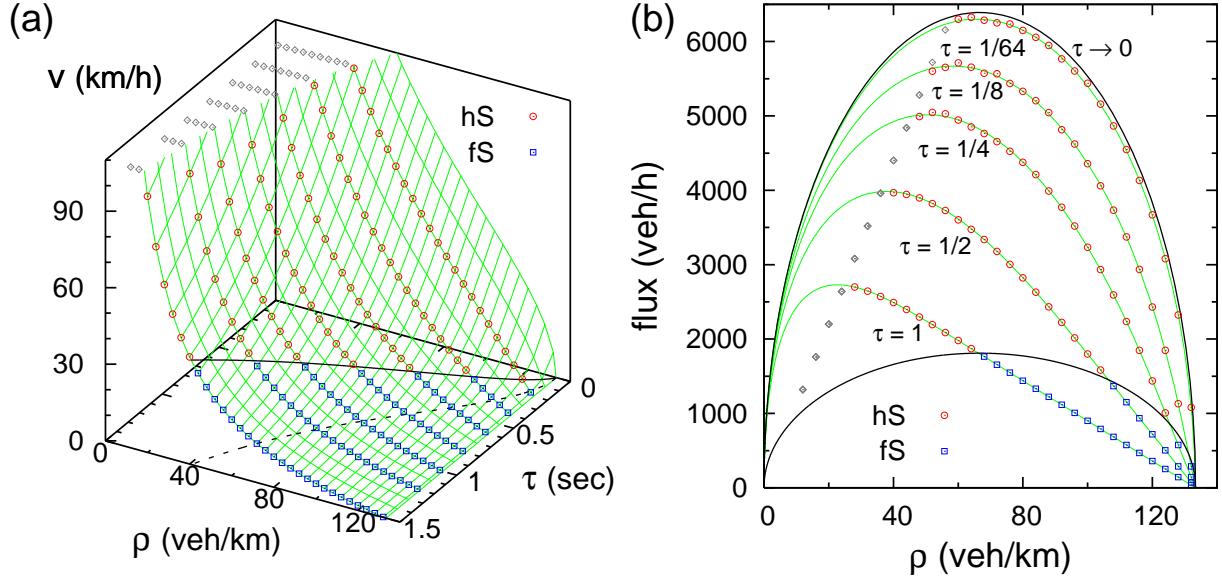 (a)
v (km/h)
90
60
30
0
0
40
80
120
ρ (veh/km)
0
0.5
1
1.5
τ (sec)
hS
fS
(b)
flux (veh/h)
6000
5000
4000
3000
2000
1000
0
0
40
80
120
ρ (veh/km)
τ = 1/64
τ → 0
τ = 1/8
τ = 1/4
τ = 1/2
τ = 1
hS
fS